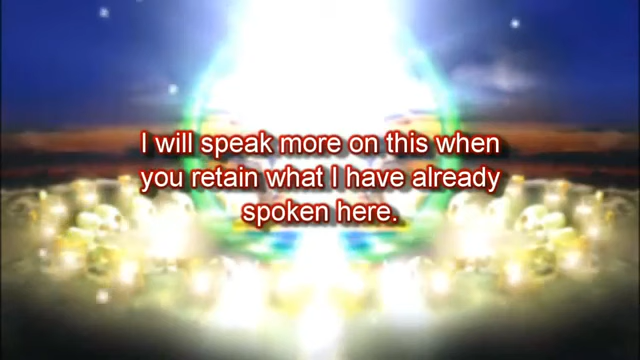 I will speak more on this when
you retain what I have already
spoken here.